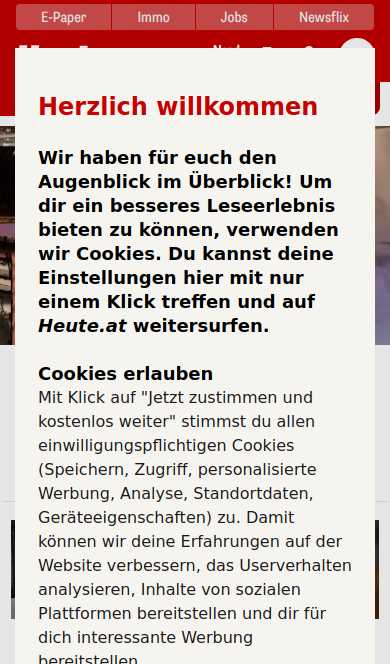 E-Paper
Immo
Jobs
Newsflix
Herzlich willkommen
Wir haben für euch den
Augenblick im Überblick! Um
dir ein besseres Leseerlebnis
bieten zu können, verwenden
wir Cookies. Du kannst deine
Einstellungen hier mit nur
einem Klick treffen und auf
Heute.at weitersurfen.
Cookies erlauben
Mit Klick auf "Jetzt zustimmen und
kostenlos weiter" stimmst du allen
einwilligungspflichtigen Cookies
(Speichern, Zugriff, personalisierte
Werbung, Analyse, Standortdaten,
Geräteeigenschaften) zu. Damit
können wir deine Erfahrungen auf der
Website verbessern, das Userverhalten
analysieren, Inhalte von sozialen
Plattformen bereitstellen und dir für
dich interessante Werbung
bereitstellen